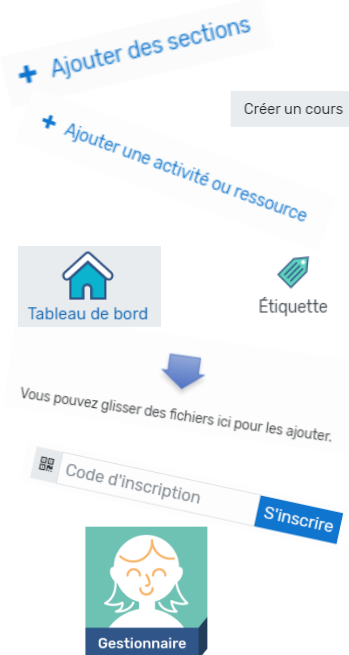 + Ajouter des sections
Créer un cours
+ Ajouter une activité ou ressource
Tableau de bord
Étiquette
Vous pouvez glisser des fichiers ici pour les ajouter.
Code d'inscription
S'inscrire
Gestionnaire